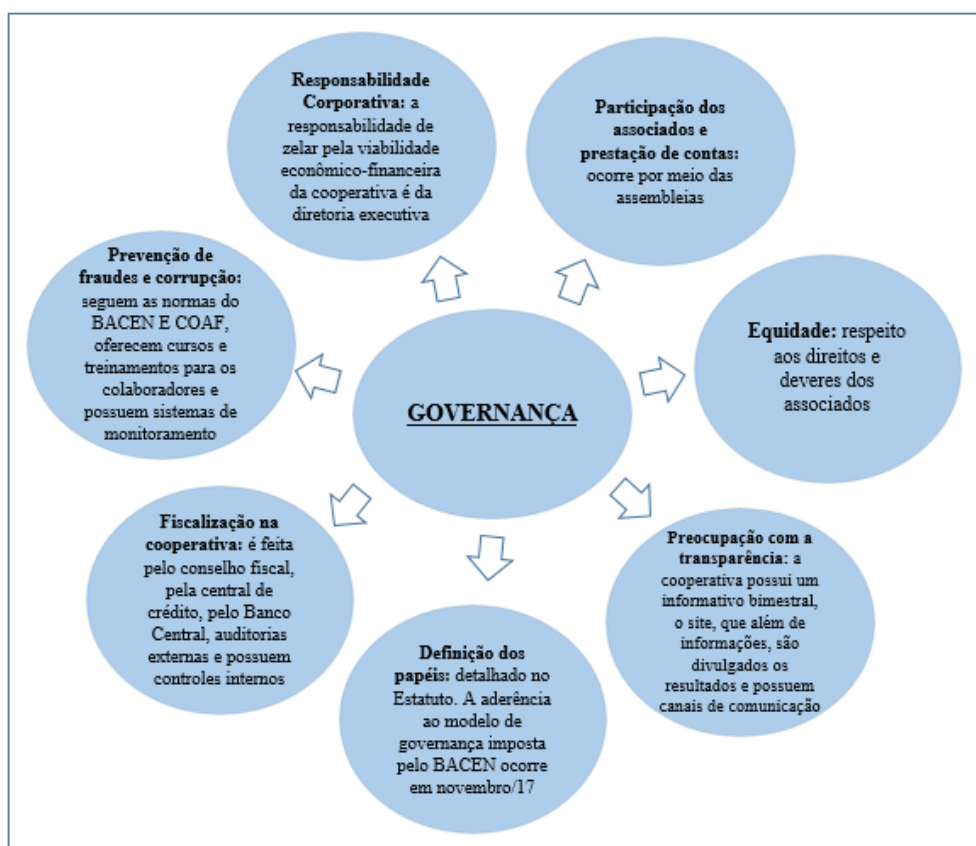 Responsabilidade
Corporativa: a
responsabilidade de
zelar pela viabilidade
econômico-financeira
da cooperativa é da
diretoria executiva
Participação dos
associados e
prestação de contas:
ocorre por meio das
assembleias
Prevenção de
fraudes e corrupção:
seguem as normas do
BACEN E COAF,
oferecem cursos e
treinamentos para os
colaboradores e
possuem sistemas de
monitoramento
GOVERNANÇA
Equidade: respeito
aos direitos e
deveres dos
associados
Fiscalização na
cooperativa: é feita
pelo conselho fiscal,
pela central de
crédito, pelo Banco
Central, auditorias
externas e possuem
controles internos
Preocupação com a
transparência: a
cooperativa possui um
informativo bimestral,
o site, que além de
informações, são
divulgados os
resultados e possuem
canais de comunicação
Definição dos
papéis: detalhado no
Estatuto. A aderência
ao modelo de
governança imposta
pelo BACEN ocorre
em novembro/17